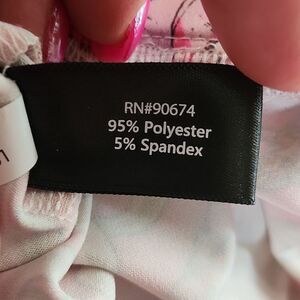 RN#90674
95% Polyester
5% Spandex